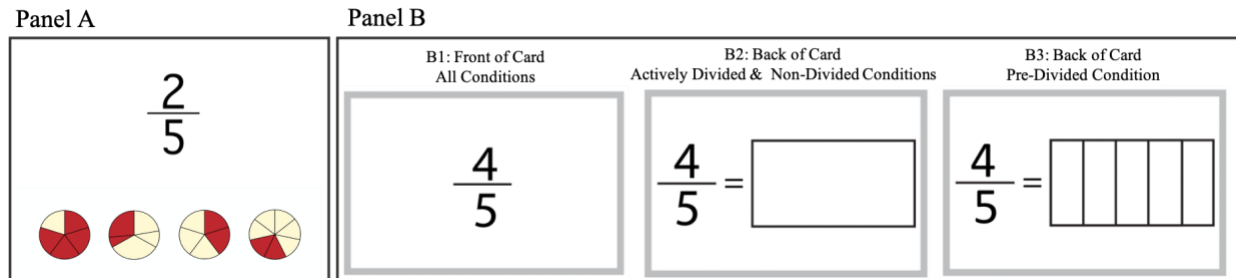 Panel A
2
5
Panel B
B1: Front of Card
All Conditions
4
5
B2: Back of Card
Actively Divided & Non-Divided Conditions
4
5
=
B3: Back of Card
Pre-Divided Condition
4
5
=